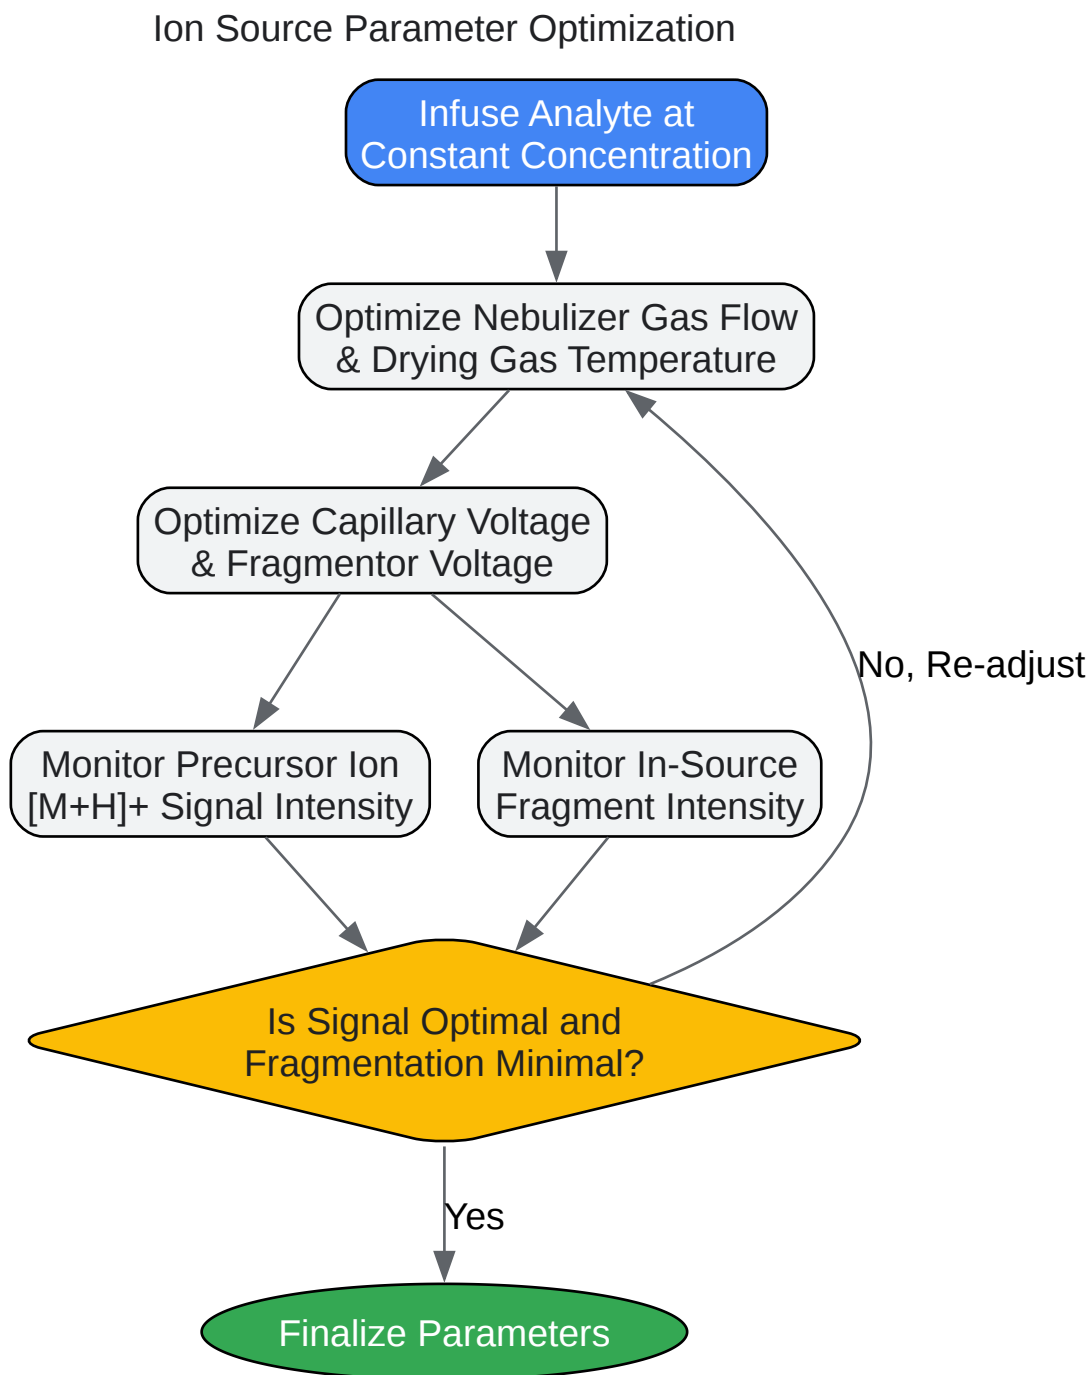 Ion Source Parameter Optimization
Infuse Analyte at
Constant Concentration
Optimize Nebulizer Gas Flow
& Drying Gas Temperature
Optimize Capillary Voltage
& Fragmentor Voltage
No, Re-adjust
Monitor Precursor Ion
[M+H]+ Signal Intensity
Monitor In-Source
Fragment Intensity
Is Signal Optimal and
Fragmentation Minimal?
Yes
Finalize Parameters